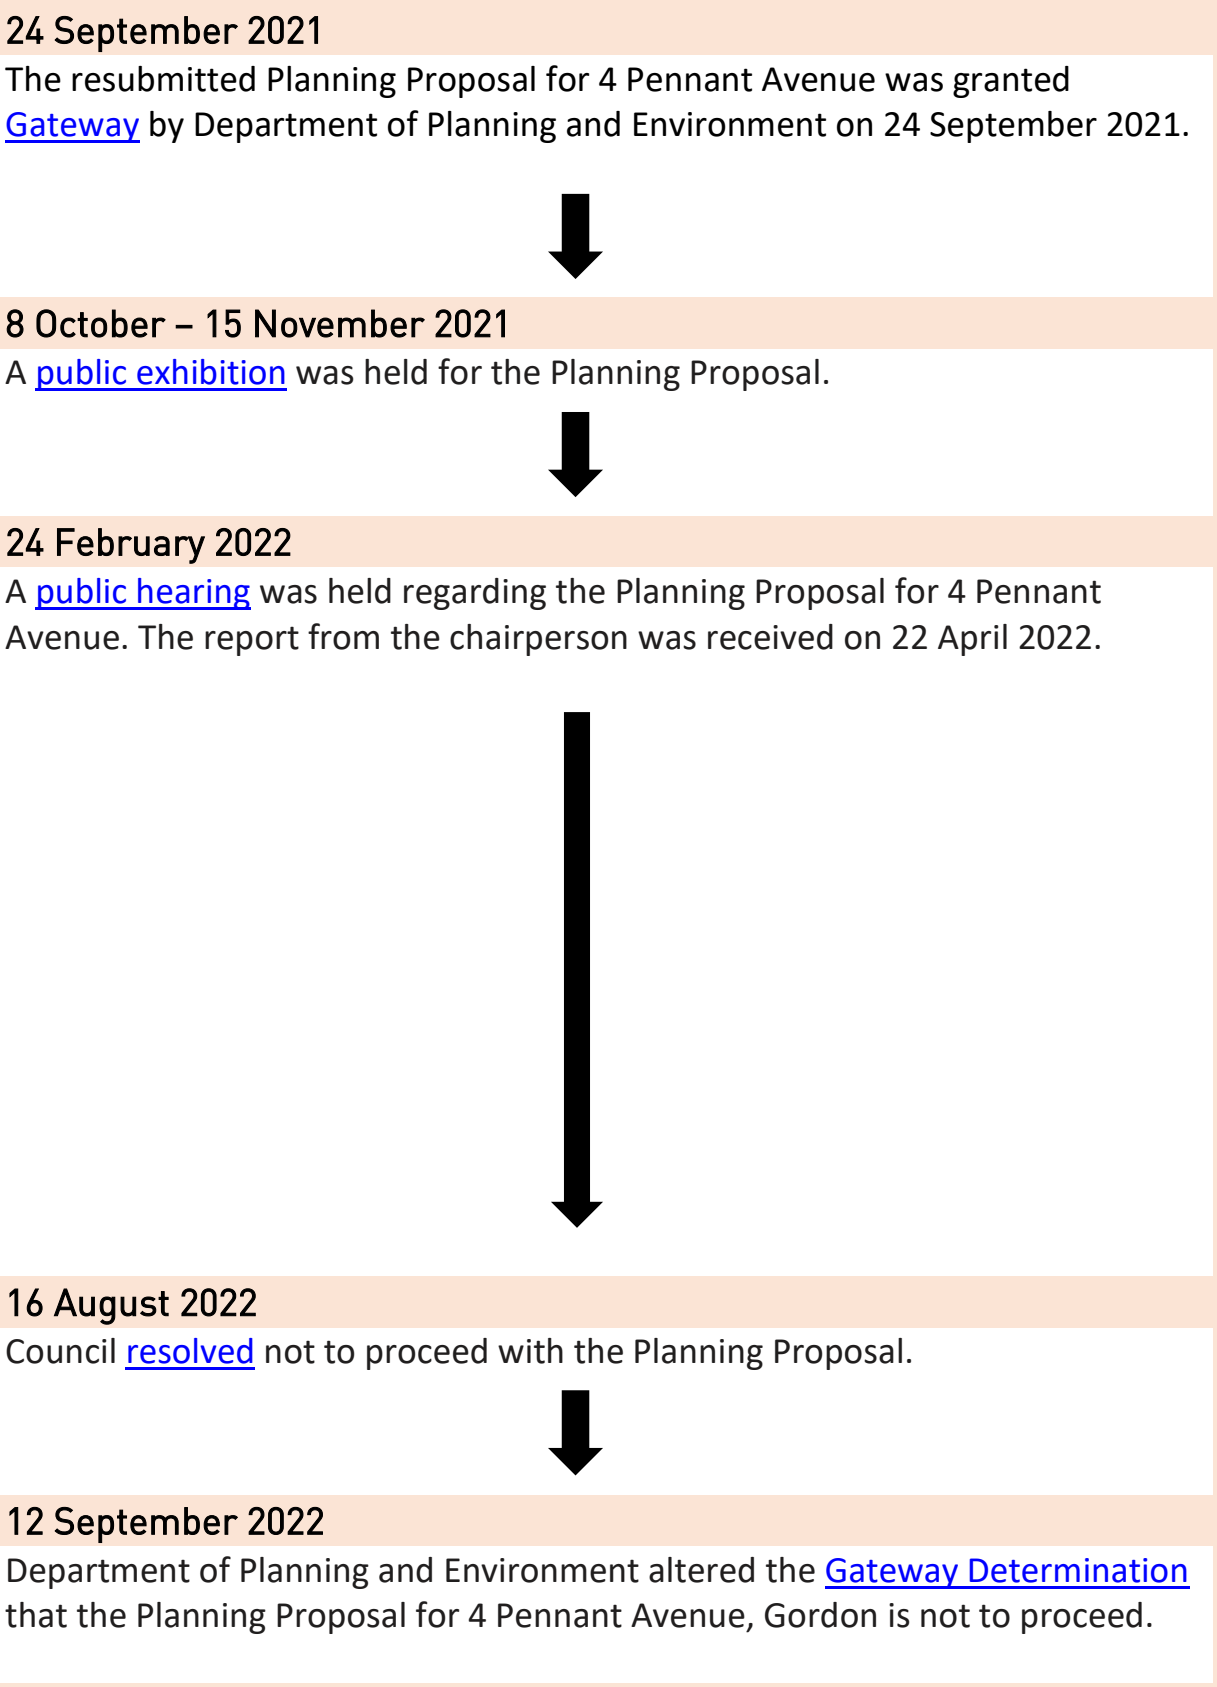 24 September 2021
The resubmitted Planning Proposal for 4 Pennant Avenue was granted
Gateway by Department of Planning and Environment on 24 September 2021.
8 October – 15 November 2021
A public exhibition was held for the Planning Proposal.
24 February 2022
A public hearing was held regarding the Planning Proposal for 4 Pennant
Avenue. The report from the chairperson was received on 22 April 2022.
16 August 2022
Council resolved not to proceed with the Planning Proposal.
12 September 2022
Department of Planning and Environment altered the Gateway Determination
that the Planning Proposal for 4 Pennant Avenue, Gordon is not to proceed.